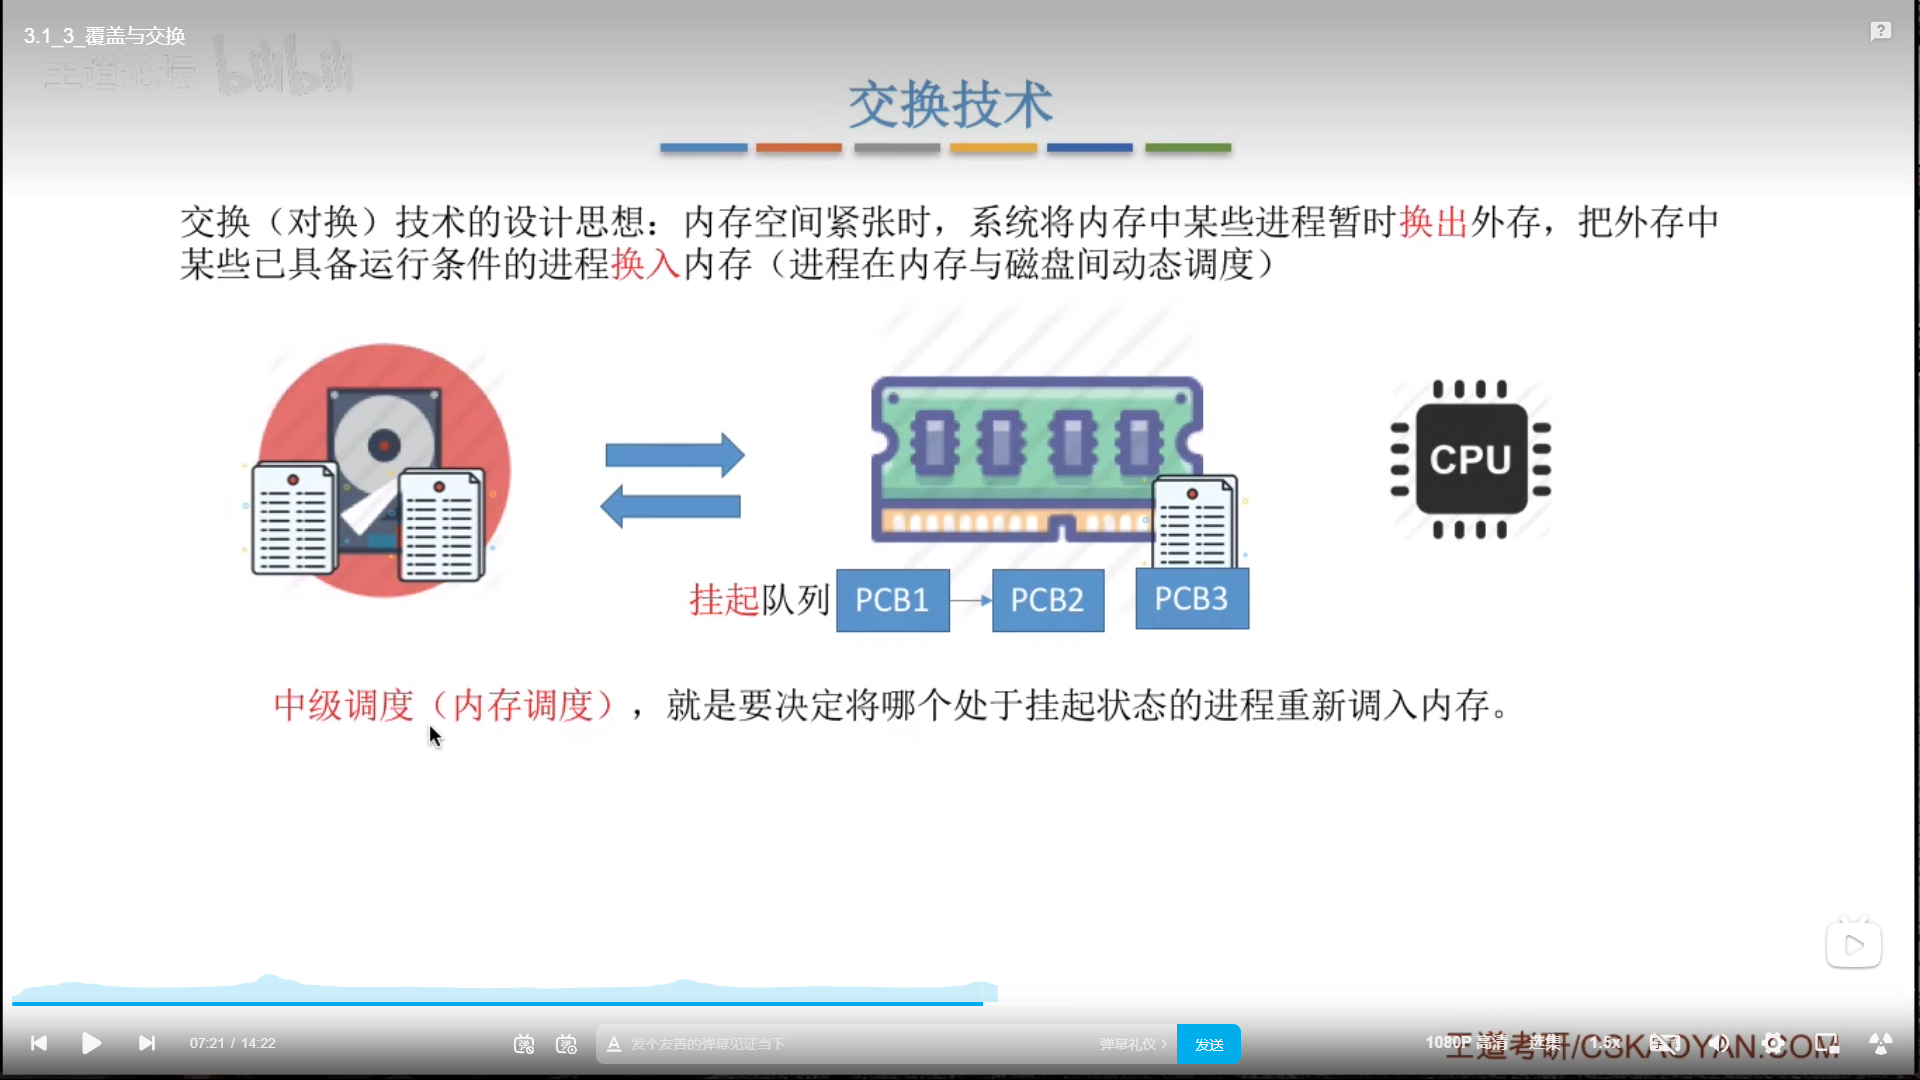 3.1_3_覆盖与交换
王道论坛 bilibili
交换技术
交换（对换）技术的设计思想：内存空间紧张时，系统将内存中某些进程暂时换出外存，把外存中
某些已具备运行条件的进程换入内存（进程在内存与磁盘间动态调度）
CPU
挂起队列 PCB1 PCB2 PCB3
中级调度（内存调度），就是要决定将哪个处于挂起状态的进程重新调入内存。
07:21 / 14:22
发个友善的弹幕见证当下
弹幕礼仪
发送
1080P 高清 选集 1.5x
王道考研/CSKAOYAN.COM